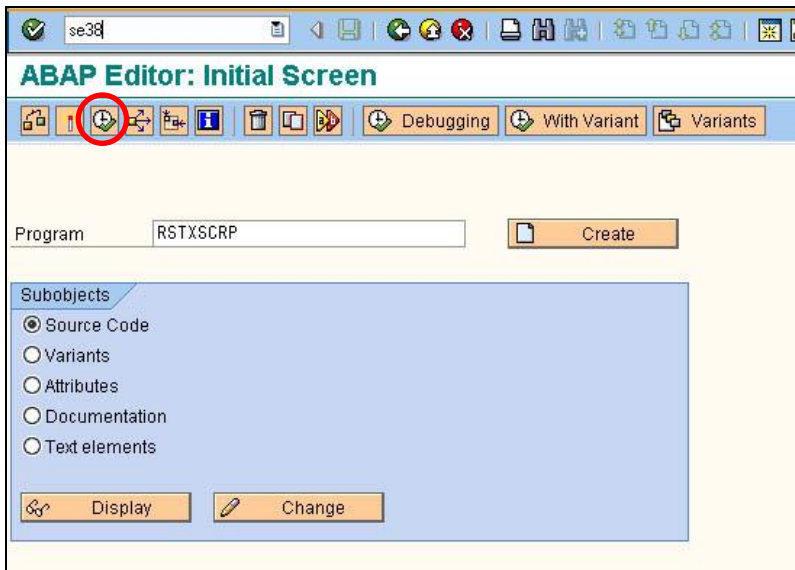 se38
ABAP Editor: Initial Screen
Debugging With Variant Variants
Program RSTXSCRP Create
Subobjects
Source Code
Variants
Attributes
Documentation
Text elements
Display Change